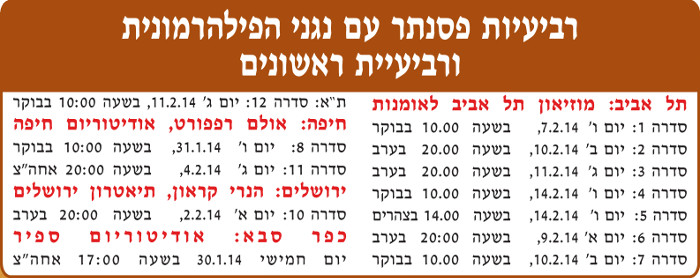 רביעיות פסנתר עם נגני הפילהרמונית
ורביעיית ראשונים
תל אביב: מוזיאון תל אביב לאומנות
סדרה 1: יום ו' 7.2.14, בשעה 10.00 בבוקר
סדרה 2: יום ב' 10.2.14, בשעה 20.00 בערב
סדרה 3: יום ג' 11.2.14, בשעה 20.00 בערב
סדרה 4: יום ו' 14.2.14, בשעה 10.00 בבוקר
סדרה 5: יום ו' 14.2.14, בשעה 14.00 בצהרים
סדרה 6: יום א' 9.2.14, בשעה 20:00 בערב
סדרה 7: יום ב' 10.2.14, בשעה 10.00 בבוקר
ת"א: סדרה 12: יום ג' 11.2.14, בשעה 10:00 בבוקר
חיפה: אולם רפפורט, אודיטוריום חיפה
סדרה 8: יום ו' 31.1.14, בשעה 10:00 בבוקר
סדרה 11: יום ג' 4.2.14, בשעה 20:00 אחה"צ
ירושלים: הנרי קראון, תיאטרון ירושלים
סדרה 10: יום א' 2.2.14, בשעה 20:00 בערב
כפר סבא: אודיטוריום ספיר
יום חמישי 30.1.14 בשעה 17:00 אחה"צ